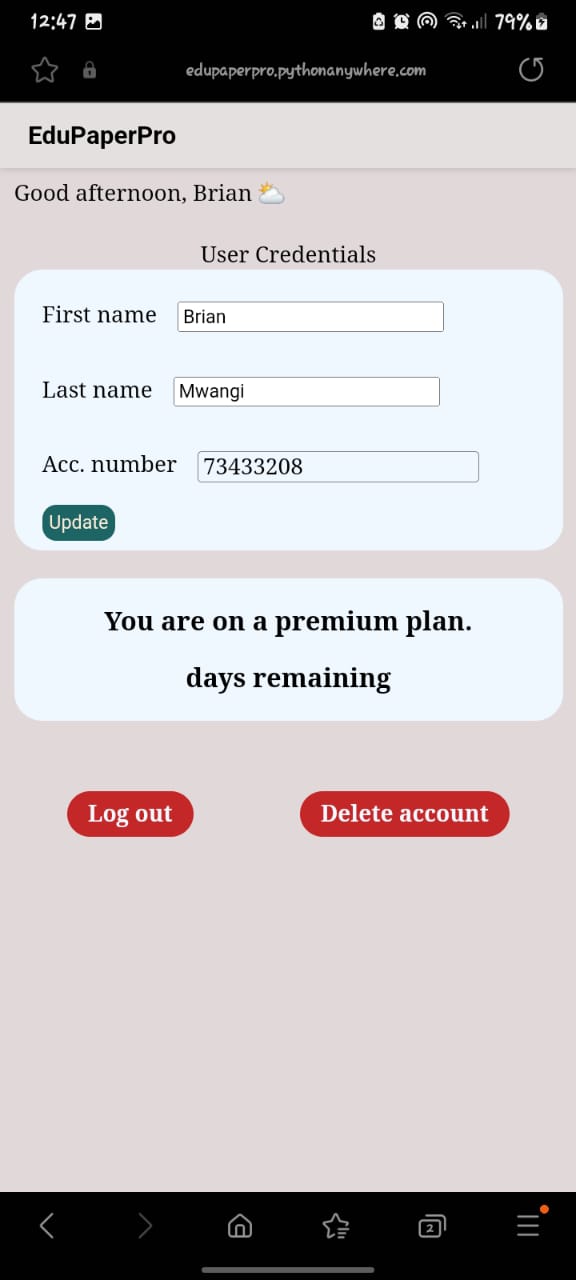 12:47
79%
edupaperpro.pythonanywhere.com
EduPaperPro
Good afternoon, Brian 🌥️
User Credentials
First name Brian
Last name Mwangi
Acc. number 73433208
Update
You are on a premium plan.
days remaining
Log out Delete account
2